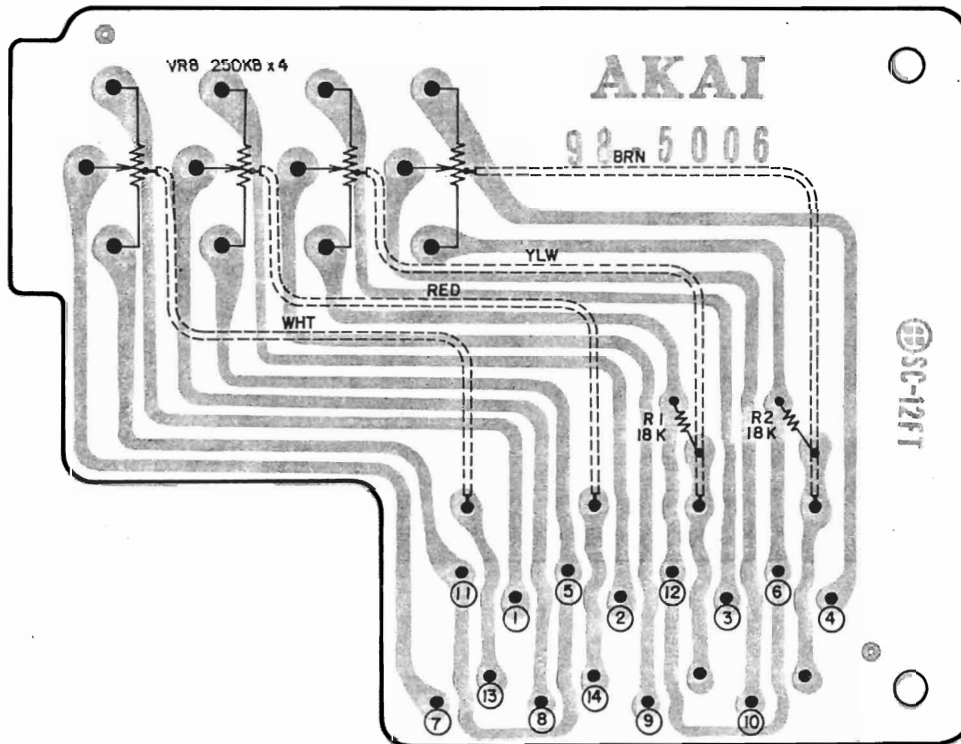 VR8 250KB x 4
AKAI
98-5006
BRN
YLW
RED
WHT
SC-12FT
R1
18K
R2
18K
11
5
12
6
1
2
3
4
13
14
7
8
9
10